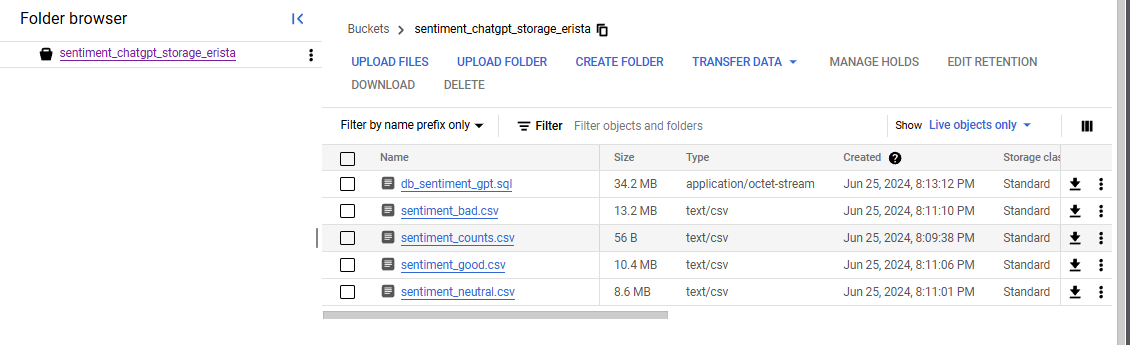 Folder browser
sentiment_chatgpt_storage_erista
Buckets > sentiment_chatgpt_storage_erista
UPLOAD FILES UPLOAD FOLDER CREATE FOLDER TRANSFER DATA MANAGE HOLDS EDIT RETENTION
DOWNLOAD DELETE
Filter by name prefix only Filter Filter objects and folders Show Live objects only
Name Size Type Created Storage clas
db_sentiment_gpt.sql 34.2 MB application/octet-stream Jun 25, 2024, 8:13:12 PM Standard
sentiment_bad.csv 13.2 MB text/csv Jun 25, 2024, 8:11:10 PM Standard
sentiment_counts.csv 56 B text/csv Jun 25, 2024, 8:09:38 PM Standard
sentiment_good.csv 10.4 MB text/csv Jun 25, 2024, 8:11:06 PM Standard
sentiment_neutral.csv 8.6 MB text/csv Jun 25, 2024, 8:11:01 PM Standard